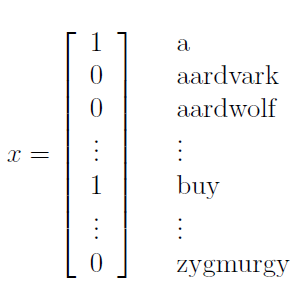 1 a
0 aardvark
0 aardwolf
⋮ ⋮
x = 1 buy
⋮ ⋮
0 zygmurgy